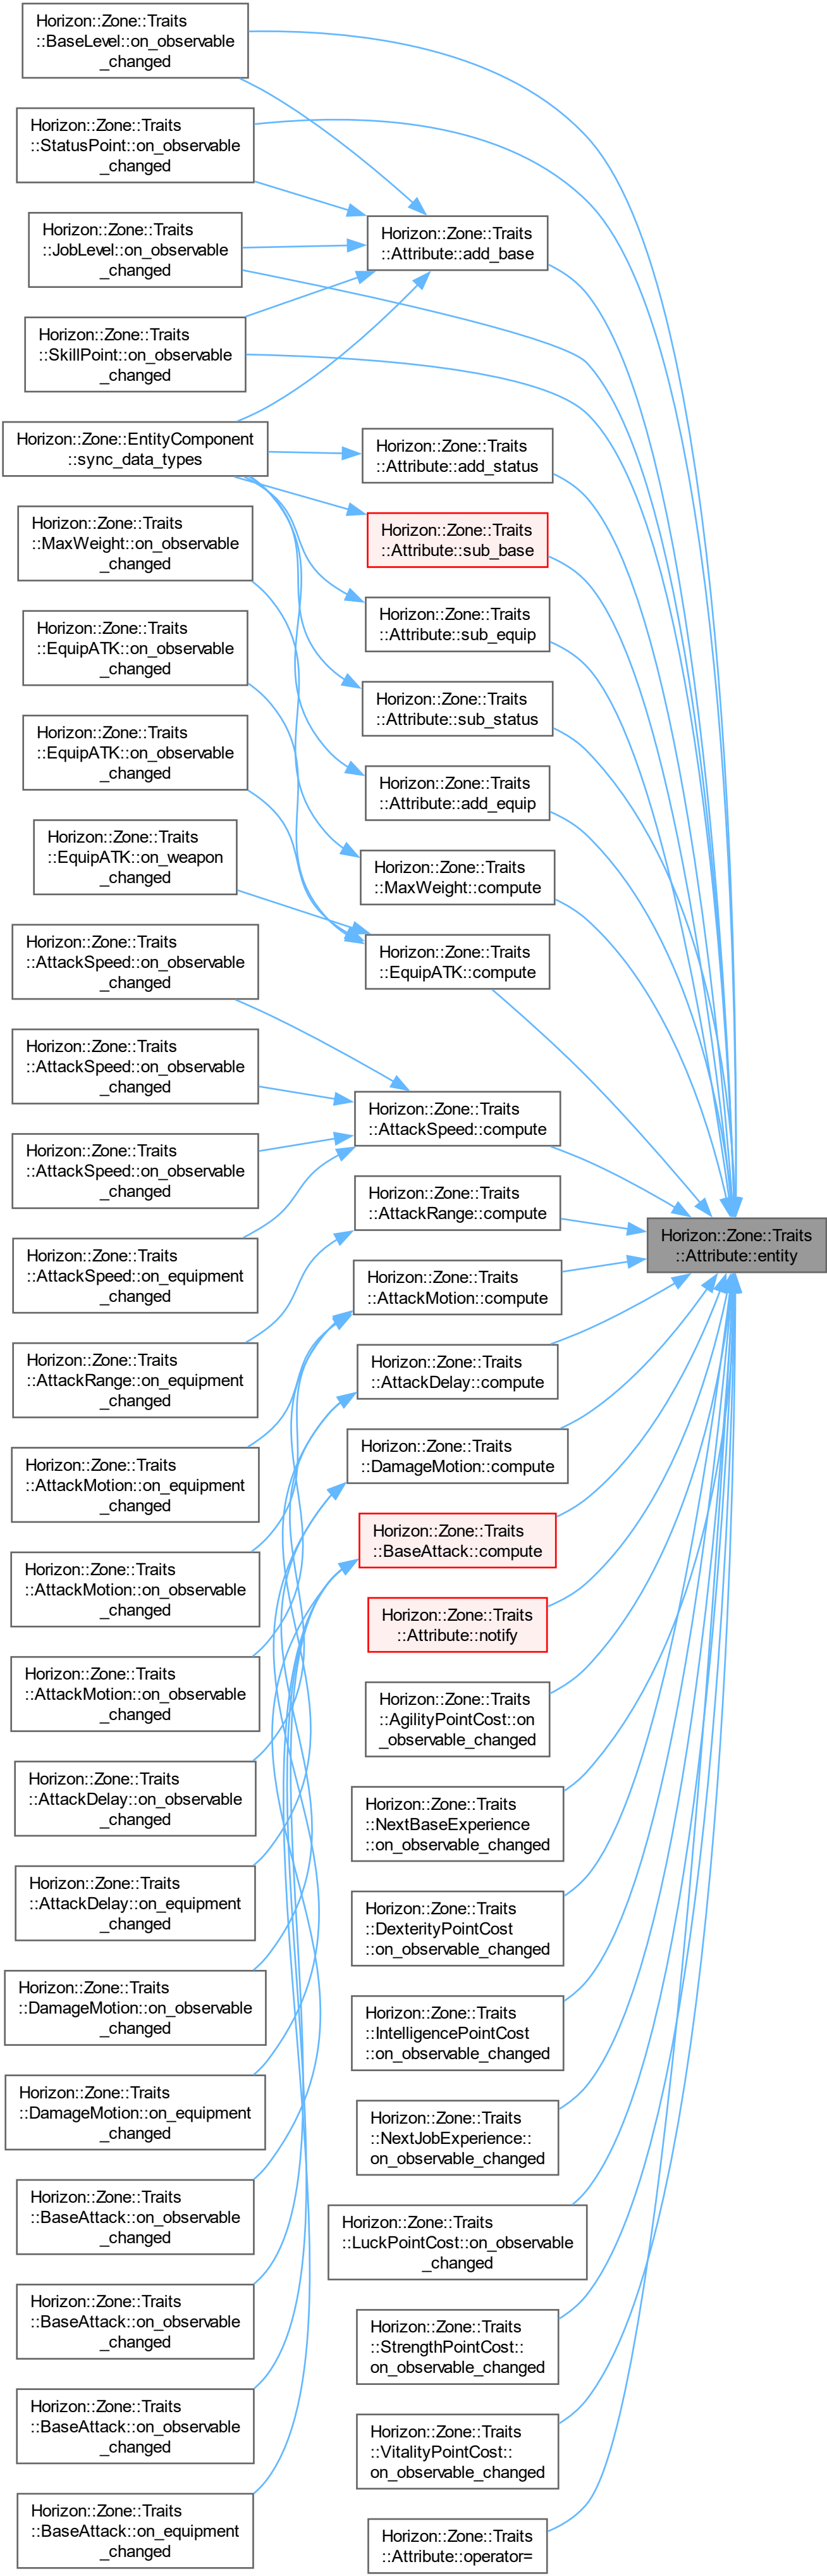 Horizon::Zone::Traits
::BaseLevel::on_observable
_changed
Horizon::Zone::Traits
::StatusPoint::on_observable
_changed
Horizon::Zone::Traits
::JobLevel::on_observable
_changed
Horizon::Zone::Traits
::SkillPoint::on_observable
_changed
Horizon::Zone::EntityComponent
::sync_data_types
Horizon::Zone::Traits
::MaxWeight::on_observable
_changed
Horizon::Zone::Traits
::EquipATK::on_observable
_changed
Horizon::Zone::Traits
::EquipATK::on_observable
_changed
Horizon::Zone::Traits
::EquipATK::on_weapon
_changed
Horizon::Zone::Traits
::AttackSpeed::on_observable
_changed
Horizon::Zone::Traits
::AttackSpeed::on_observable
_changed
Horizon::Zone::Traits
::AttackSpeed::on_observable
_changed
Horizon::Zone::Traits
::AttackSpeed::on_equipment
_changed
Horizon::Zone::Traits
::AttackRange::on_equipment
_changed
Horizon::Zone::Traits
::AttackMotion::on_equipment
_changed
Horizon::Zone::Traits
::AttackMotion::on_observable
_changed
Horizon::Zone::Traits
::AttackMotion::on_observable
_changed
Horizon::Zone::Traits
::AttackDelay::on_observable
_changed
Horizon::Zone::Traits
::AttackDelay::on_equipment
_changed
Horizon::Zone::Traits
::DamageMotion::on_observable
_changed
Horizon::Zone::Traits
::DamageMotion::on_equipment
_changed
Horizon::Zone::Traits
::BaseAttack::on_observable
_changed
Horizon::Zone::Traits
::BaseAttack::on_observable
_changed
Horizon::Zone::Traits
::BaseAttack::on_observable
_changed
Horizon::Zone::Traits
::BaseAttack::on_equipment
_changed
Horizon::Zone::Traits
::Attribute::add_base
Horizon::Zone::Traits
::Attribute::add_status
Horizon::Zone::Traits
::Attribute::sub_base
Horizon::Zone::Traits
::Attribute::sub_equip
Horizon::Zone::Traits
::Attribute::sub_status
Horizon::Zone::Traits
::Attribute::add_equip
Horizon::Zone::Traits
::MaxWeight::compute
Horizon::Zone::Traits
::EquipATK::compute
Horizon::Zone::Traits
::AttackSpeed::compute
Horizon::Zone::Traits
::AttackRange::compute
Horizon::Zone::Traits
::AttackMotion::compute
Horizon::Zone::Traits
::AttackDelay::compute
Horizon::Zone::Traits
::DamageMotion::compute
Horizon::Zone::Traits
::BaseAttack::compute
Horizon::Zone::Traits
::Attribute::notify
Horizon::Zone::Traits
::AgilityPointCost::on
_observable_changed
Horizon::Zone::Traits
::NextBaseExperience
::on_observable_changed
Horizon::Zone::Traits
::DexterityPointCost
::on_observable_changed
Horizon::Zone::Traits
::IntelligencePointCost
::on_observable_changed
Horizon::Zone::Traits
::NextJobExperience::
on_observable_changed
Horizon::Zone::Traits
::LuckPointCost::on_observable
_changed
Horizon::Zone::Traits
::StrengthPointCost::
on_observable_changed
Horizon::Zone::Traits
::VitalityPointCost::
on_observable_changed
Horizon::Zone::Traits
::Attribute::operator=
Horizon::Zone::Traits
::Attribute::entity